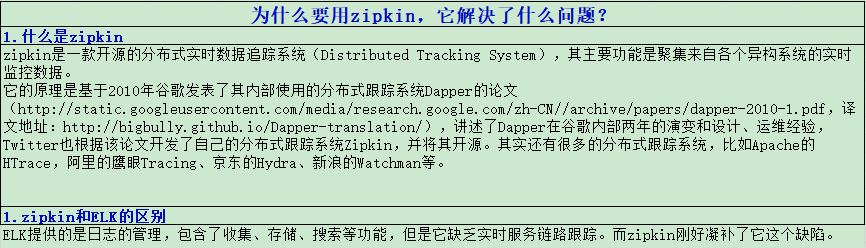 为什么要用zipkin，它解决了什么问题？
1.什么是zipkin
zipkin是一款开源的分布式实时数据追踪系统（Distributed Tracking System），其主要功能是聚集来自各个异构系统的实时
监控数据。
它的原理是基于2010年谷歌发表了其内部使用的分布式跟踪系统Dapper的论文
（http://static.googleusercontent.com/media/research.google.com/zh-CN//archive/papers/dapper-2010-1.pdf，译
文地址：http://bigbully.github.io/Dapper-translation/），讲述了Dapper在谷歌内部两年的演变和设计、运维经验，
Twitter也根据该论文开发了自己的分布式跟踪系统Zipkin，并将其开源。其实还有很多的分布式跟踪系统，比如Apache的
HTrace，阿里的鹰眼Tracing、京东的Hydra、新浪的Watchman等。
1.zipkin和ELK的区别
ELK提供的是日志的管理，包含了收集、存储、搜索等功能，但是它缺乏实时服务链路跟踪。而zipkin刚好凝补了它这个缺陷。